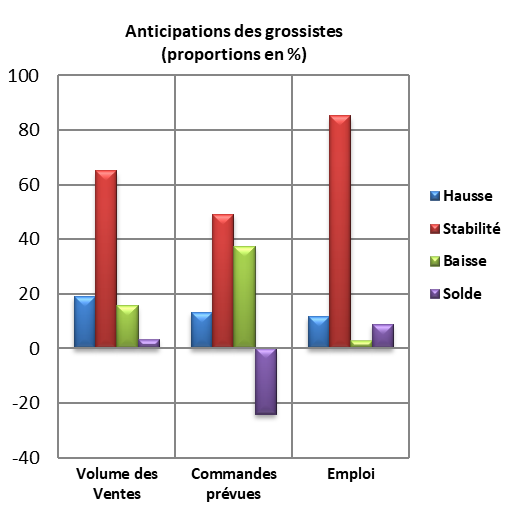 Anticipations des grossistes
(proportions en %)
100
80
60
40
20
0
-20
-40
Volume des
Ventes
Commandes
prévues
Emploi
Hausse
Stabilité
Baisse
Solde